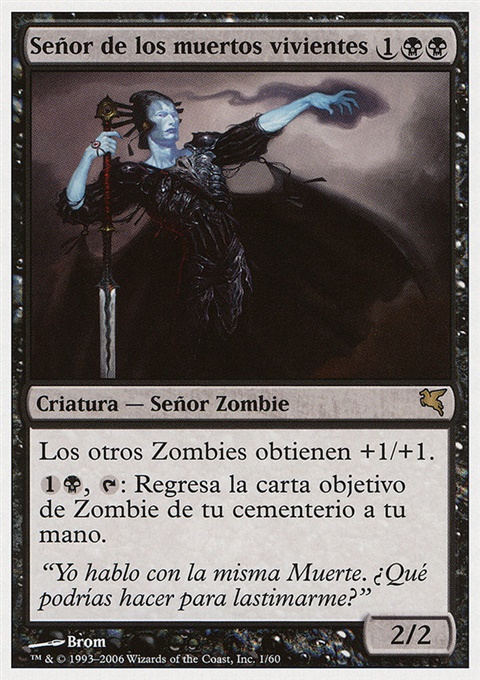 Señor de los muertos vivientes 1
Criatura — Señor Zombie
Los otros Zombies obtienen +1/+1.
1, : Regresa la carta objetivo
de Zombie de tu cementerio a tu
mano.
“Yo hablo con la misma Muerte. ¿Qué
podrías hacer para lastimarme?”
Brom
2/2
™ & © 1993–2006 Wizards of the Coast, Inc. 1/60